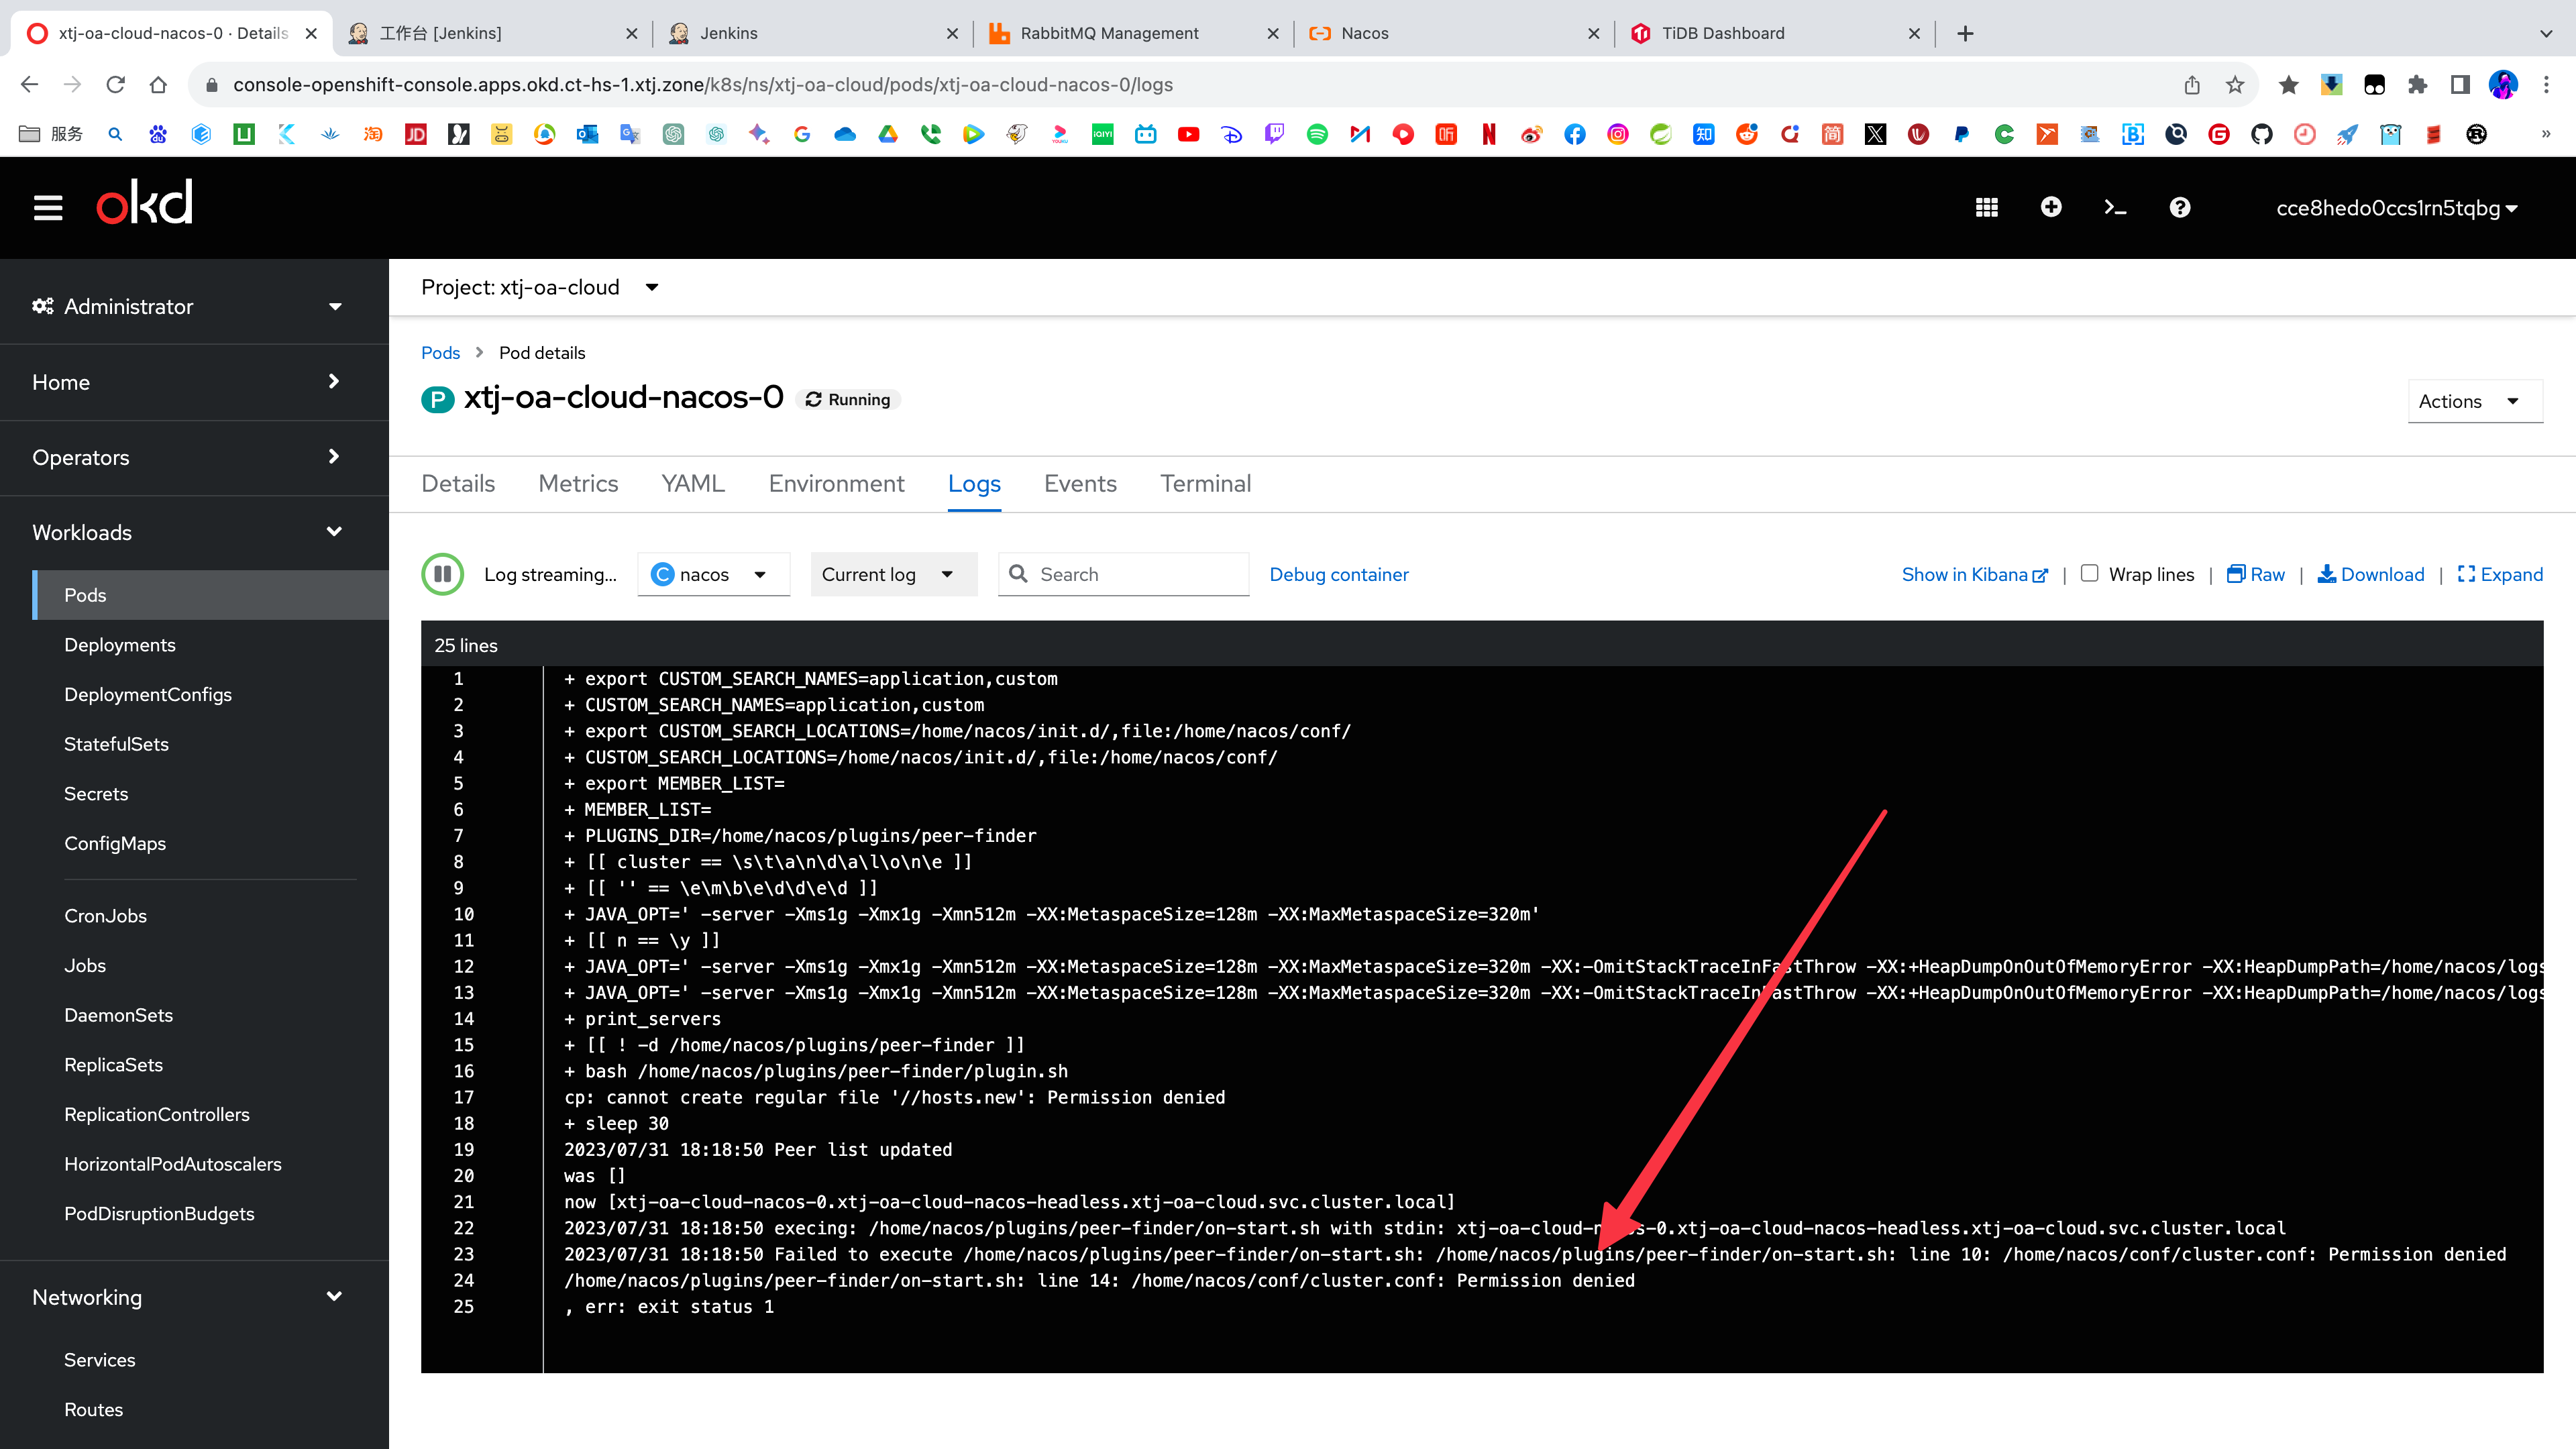 xtj-oa-cloud-nacos-0 · Details
工作台 [Jenkins]
Jenkins
RabbitMQ Management
Nacos
TiDB Dashboard
console-openshift-console.apps.okd.ct-hs-1.xtj.zone/k8s/ns/xtj-oa-cloud/pods/xtj-oa-cloud-nacos-0/logs
服务
okd
cce8hedo0ccs1rn5tqbg
Administrator
Home
Operators
Workloads
Pods
Deployments
DeploymentConfigs
StatefulSets
Secrets
ConfigMaps
CronJobs
Jobs
DaemonSets
ReplicaSets
ReplicationControllers
HorizontalPodAutoscalers
PodDisruptionBudgets
Networking
Services
Routes
Project: xtj-oa-cloud
Pods > Pod details
P xtj-oa-cloud-nacos-0 Running
Actions
Details Metrics YAML Environment Logs Events Terminal
Log streaming... C nacos Current log Search Debug container Show in Kibana | Wrap lines | Raw | Download | Expand
25 lines
1 + export CUSTOM_SEARCH_NAMES=application,custom
2 + CUSTOM_SEARCH_NAMES=application,custom
3 + export CUSTOM_SEARCH_LOCATIONS=/home/nacos/init.d/,file:/home/nacos/conf/
4 + CUSTOM_SEARCH_LOCATIONS=/home/nacos/init.d/,file:/home/nacos/conf/
5 + export MEMBER_LIST=
6 + MEMBER_LIST=
7 + PLUGINS_DIR=/home/nacos/plugins/peer-finder
8 + [[ cluster == \s\t\a\n\d\a\l\o\n\e ]]
9 + [[ '' == \e\m\b\e\d\d\e\d ]]
10 + JAVA_OPT=' -server -Xms1g -Xmx1g -Xmn512m -XX:MetaspaceSize=128m -XX:MaxMetaspaceSize=320m'
11 + [[ n == \y ]]
12 + JAVA_OPT=' -server -Xms1g -Xmx1g -Xmn512m -XX:MetaspaceSize=128m -XX:MaxMetaspaceSize=320m -XX:-OmitStackTraceInFastThrow -XX:+HeapDumpOnOutOfMemoryError -XX:HeapDumpPath=/home/nacos/logs
13 + JAVA_OPT=' -server -Xms1g -Xmx1g -Xmn512m -XX:MetaspaceSize=128m -XX:MaxMetaspaceSize=320m -XX:-OmitStackTraceInFastThrow -XX:+HeapDumpOnOutOfMemoryError -XX:HeapDumpPath=/home/nacos/logs
14 + print_servers
15 + [[ ! -d /home/nacos/plugins/peer-finder ]]
16 + bash /home/nacos/plugins/peer-finder/plugin.sh
17 cp: cannot create regular file '//hosts.new': Permission denied
18 + sleep 30
19 2023/07/31 18:18:50 Peer list updated
20 was []
21 now [xtj-oa-cloud-nacos-0.xtj-oa-cloud-nacos-headless.xtj-oa-cloud.svc.cluster.local]
22 2023/07/31 18:18:50 execing: /home/nacos/plugins/peer-finder/on-start.sh with stdin: xtj-oa-cloud-nacos-0.xtj-oa-cloud-nacos-headless.xtj-oa-cloud.svc.cluster.local
23 2023/07/31 18:18:50 Failed to execute /home/nacos/plugins/peer-finder/on-start.sh: /home/nacos/plugins/peer-finder/on-start.sh: line 10: /home/nacos/conf/cluster.conf: Permission denied
24 /home/nacos/plugins/peer-finder/on-start.sh: line 14: /home/nacos/conf/cluster.conf: Permission denied
25 , err: exit status 1